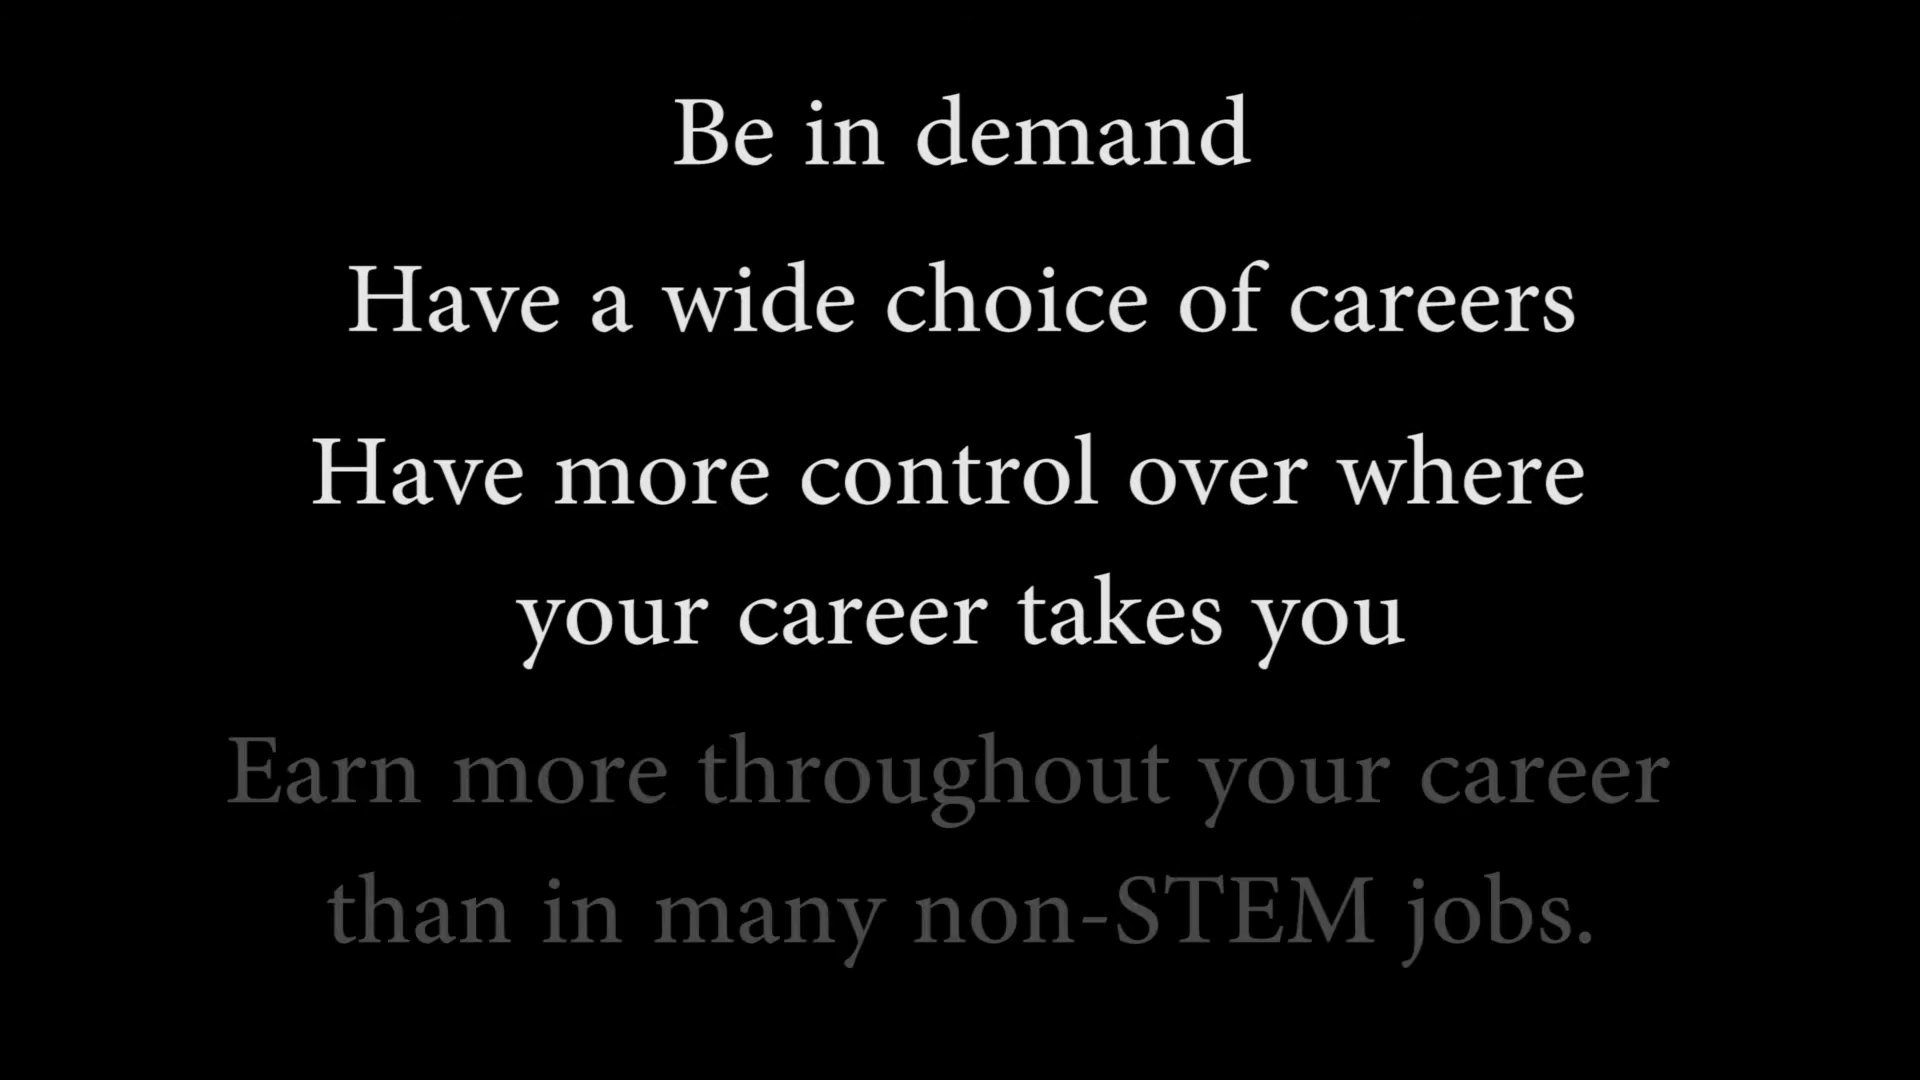 Be in demand
Have a wide choice of careers
Have more control over where
your career takes you
Earn more throughout your career
than in many non-STEM jobs.